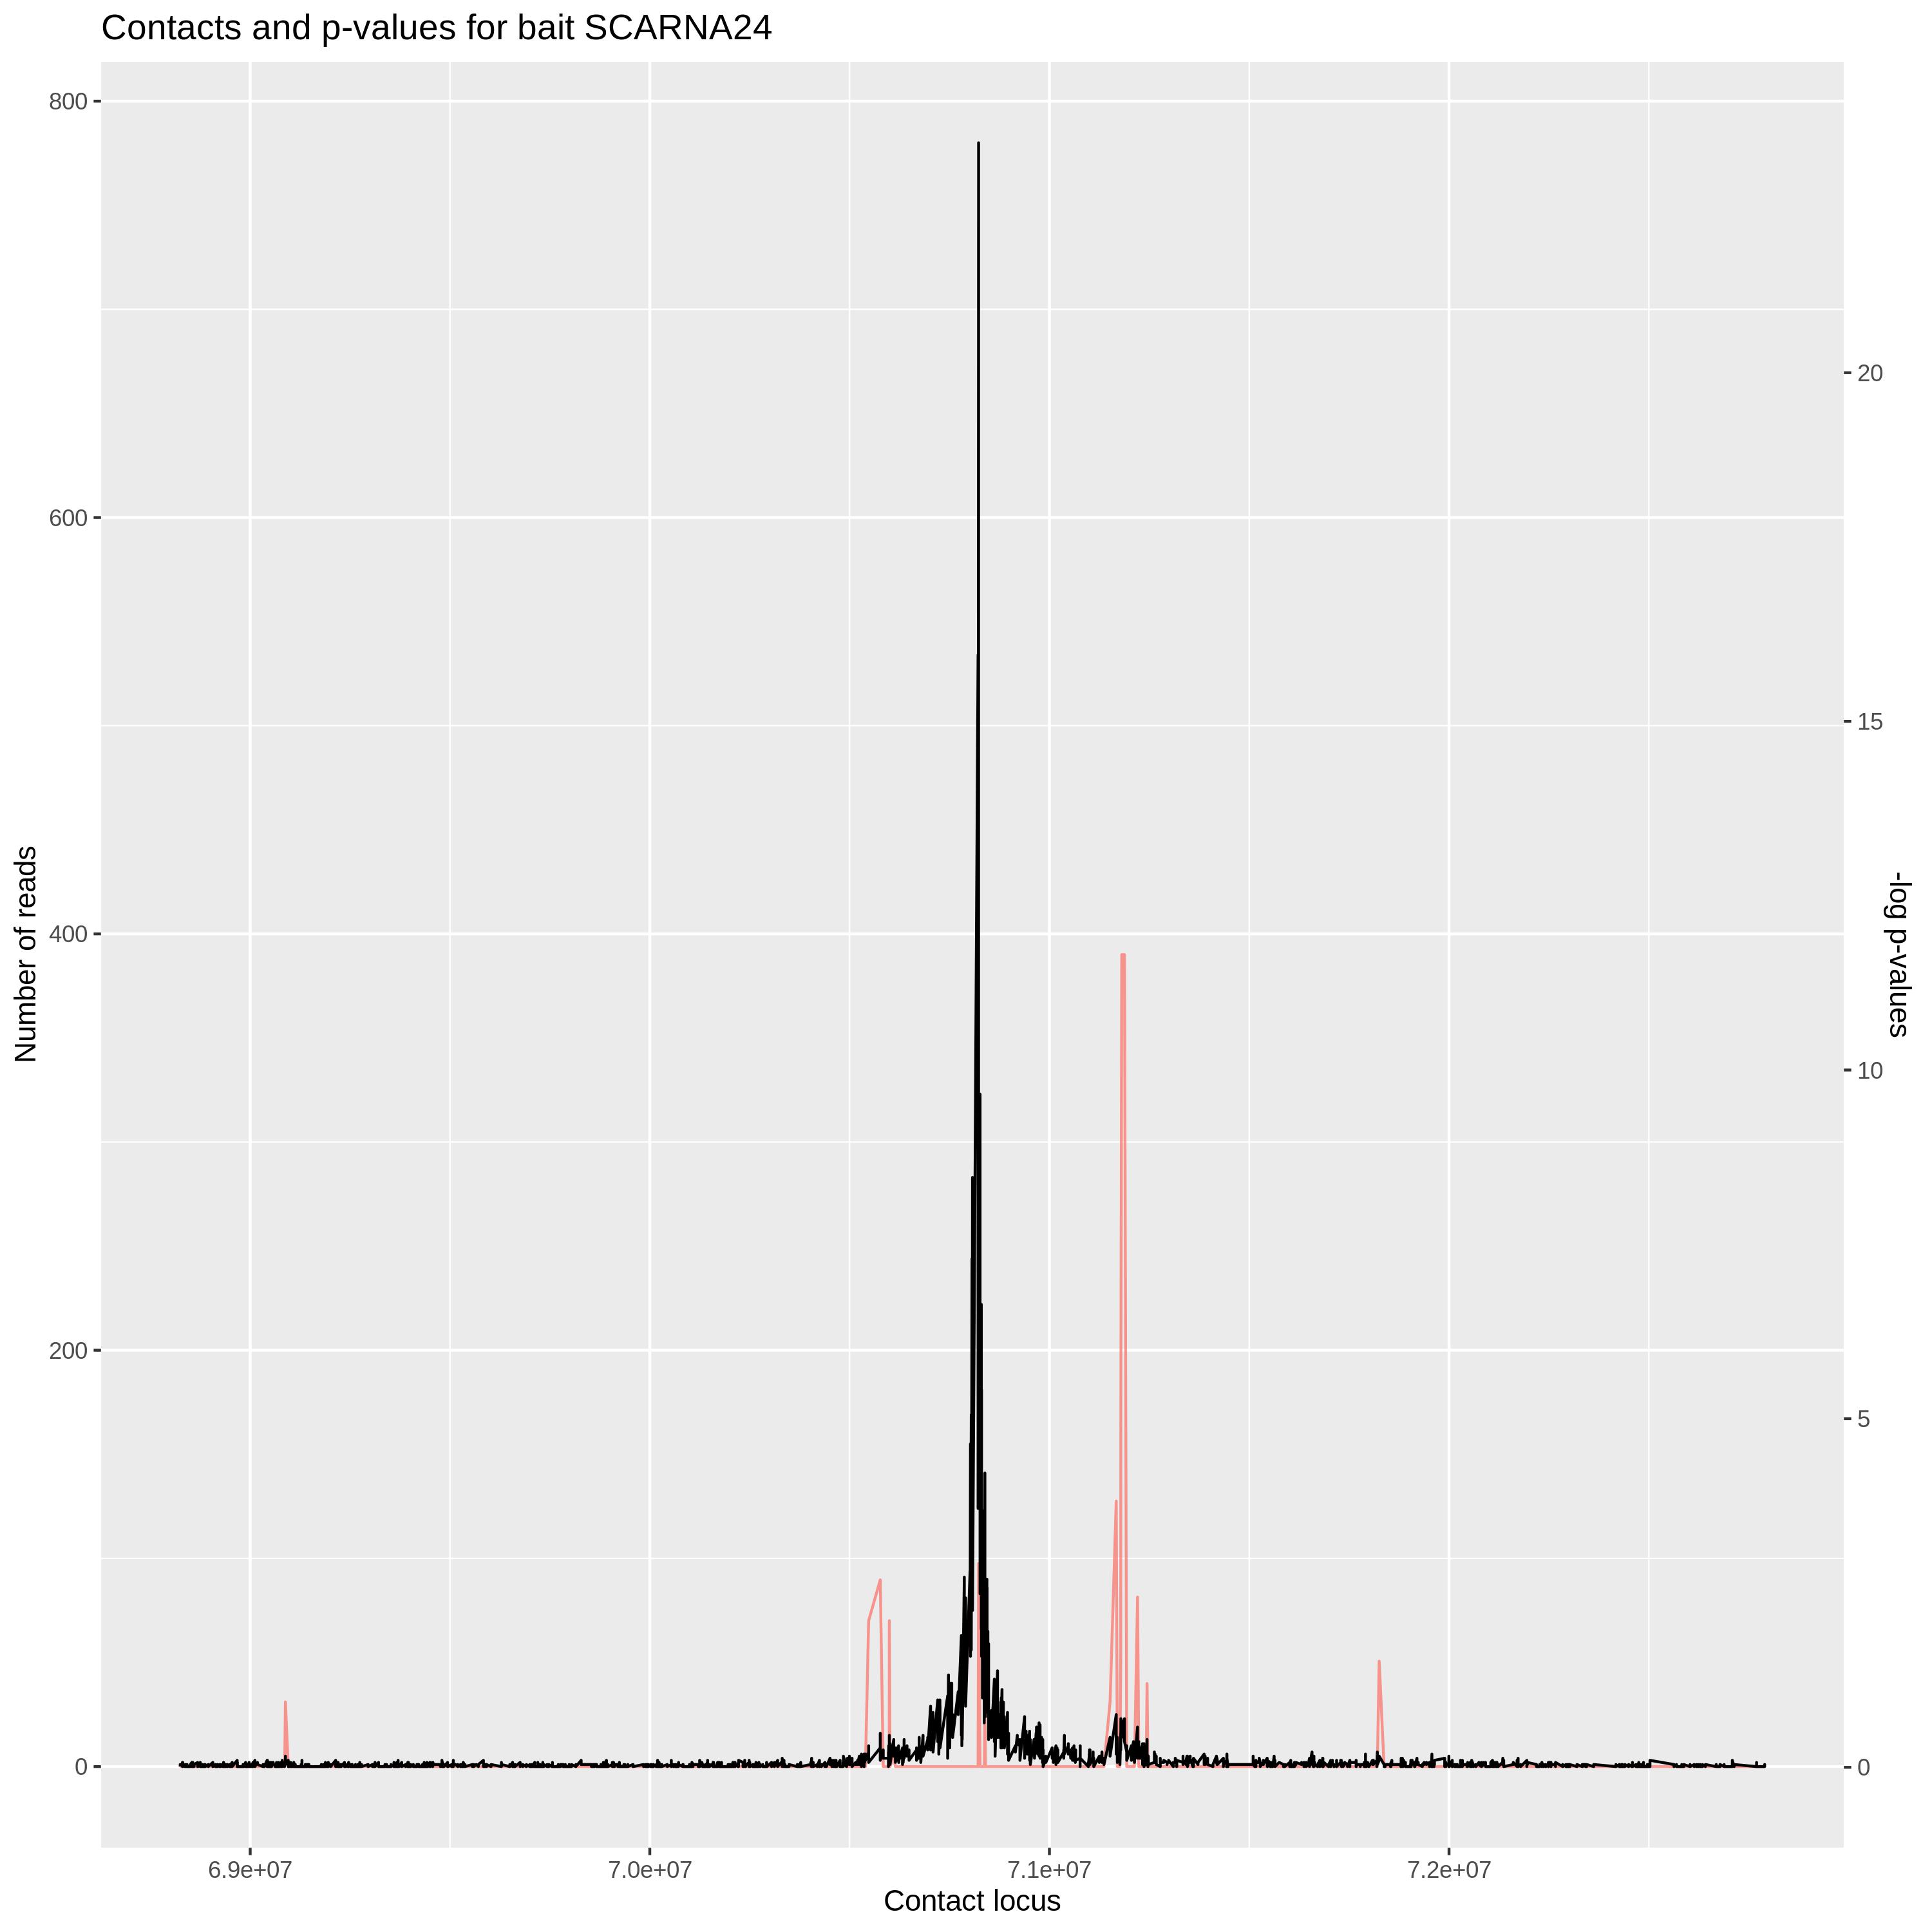 Contacts and p-values for bait SCARNA24
800
600
400
200
0
Number of reads
20
15
10
5
0
-log p-values
6.9e+07
7.0e+07
7.1e+07
7.2e+07
Contact locus